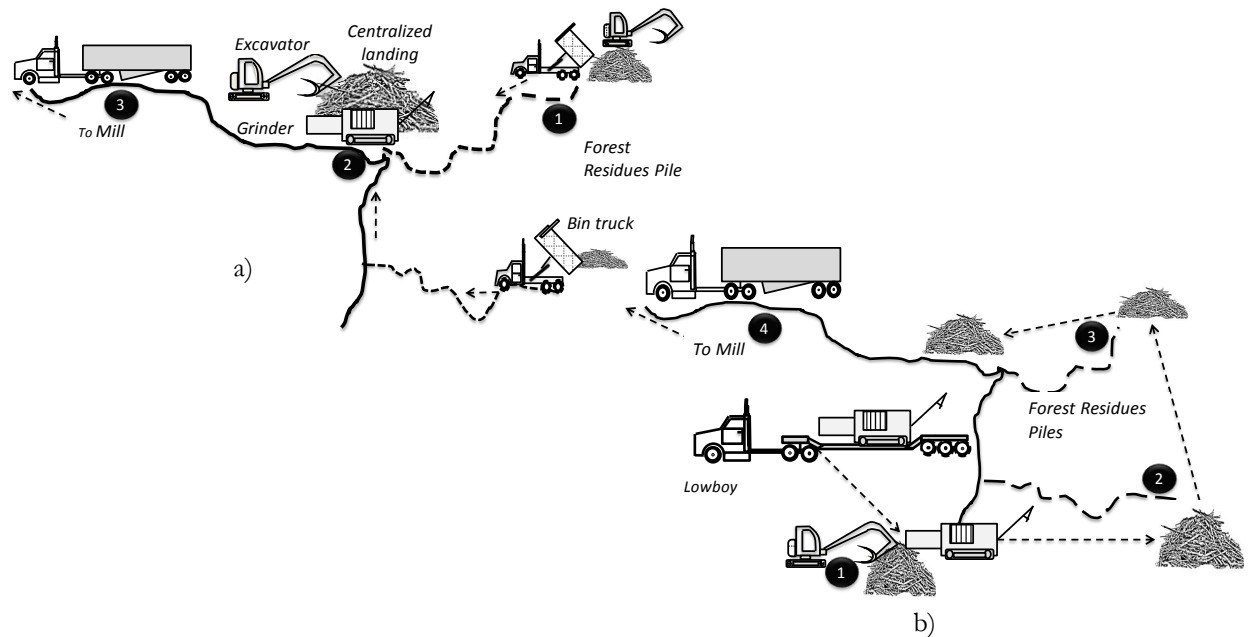 Excavator
Centralized
landing
3
To Mill
Grinder
2
1
Forest
Residues Pile
Bin truck
a)
4
To Mill
3
Forest Residues
Piles
Lowboy
2
1
b)